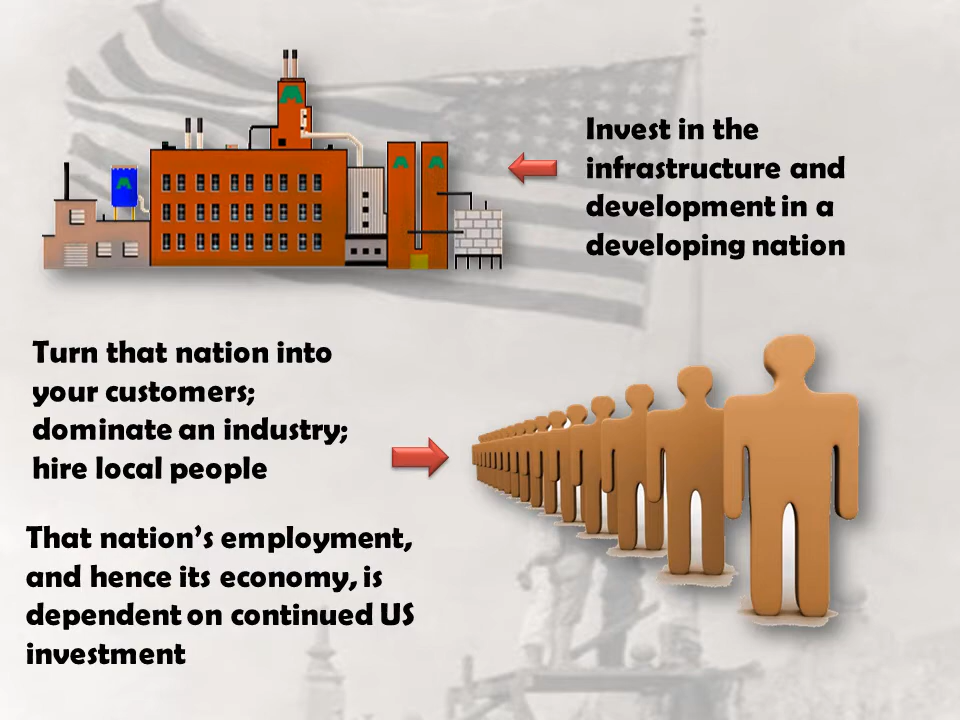 Invest in the
infrastructure and
development in a
developing nation
Turn that nation into
your customers;
dominate an industry;
hire local people
That nation's employment,
and hence its economy, is
dependent on continued US
investment